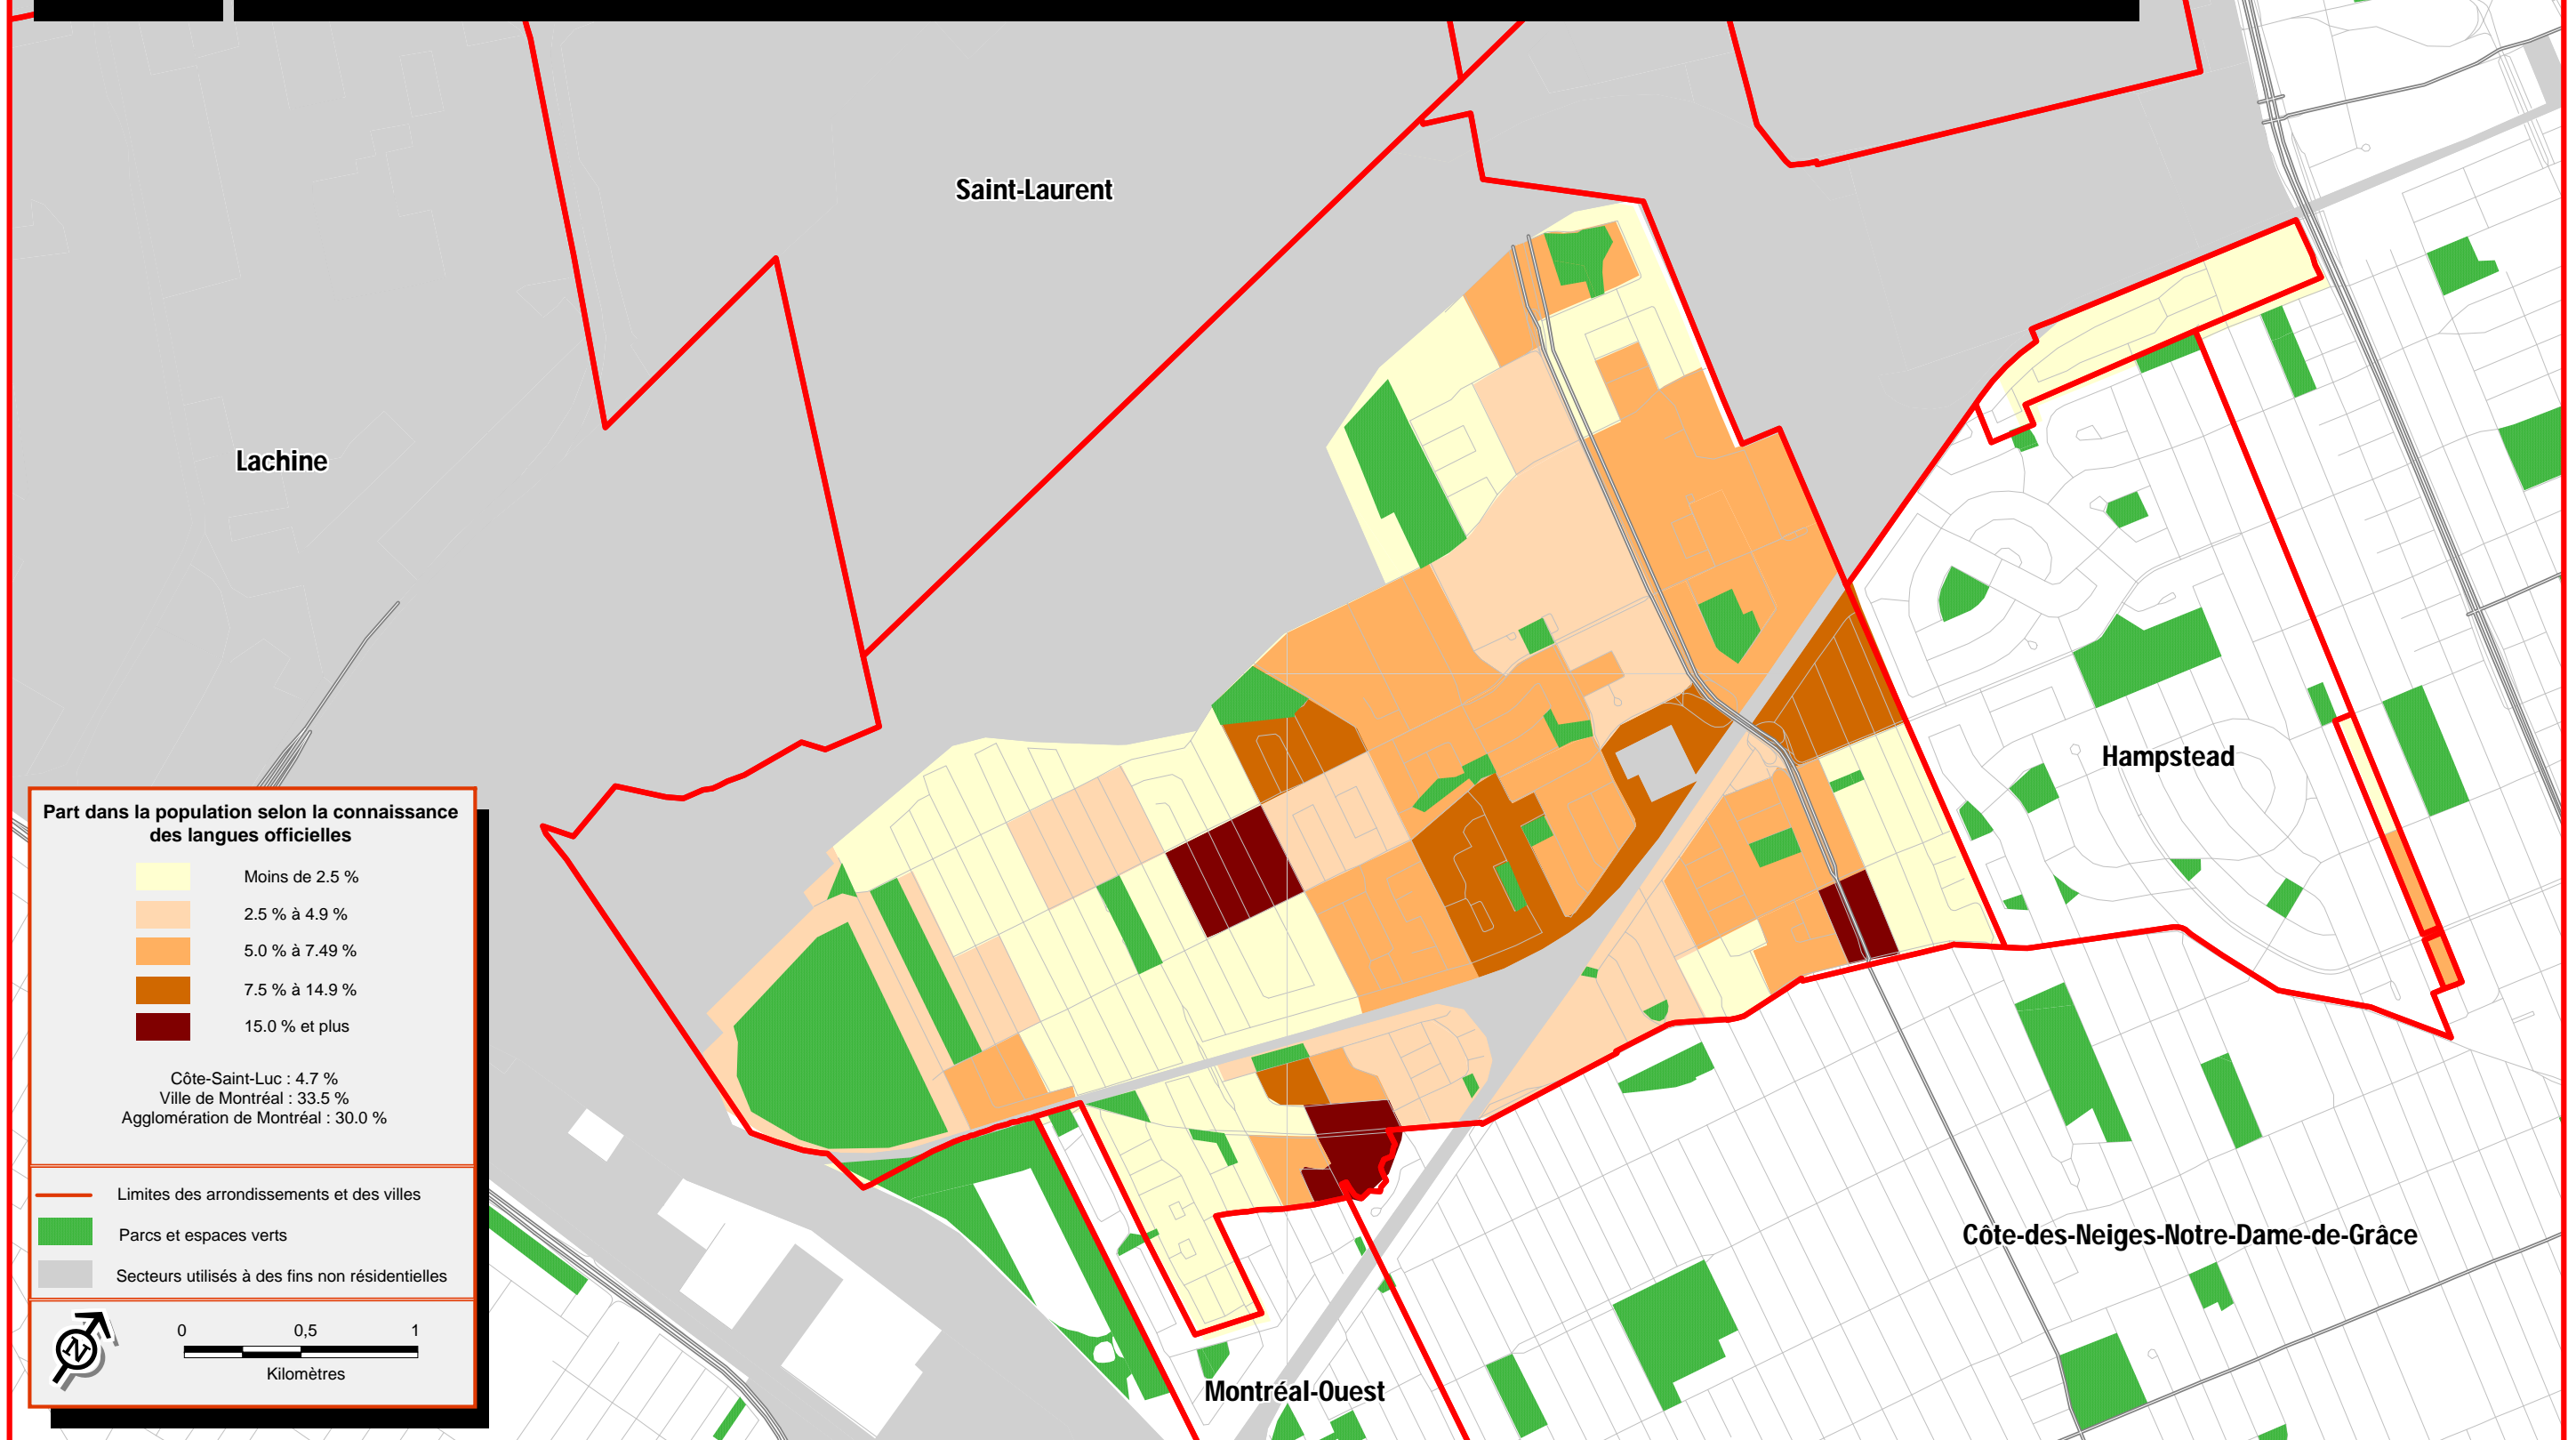 Saint-Laurent
Lachine
Hampstead
Côte-des-Neiges-Notre-Dame-de-Grâce
Montréal-Ouest
Part dans la population selon la connaissance
des langues officielles
Moins de 2.5 %
2.5 % à 4.9 %
5.0 % à 7.49 %
7.5 % à 14.9 %
15.0 % et plus
Côte-Saint-Luc : 4.7 %
Ville de Montréal : 33.5 %
Agglomération de Montréal : 30.0 %
Limites des arrondissements et des villes
Parcs et espaces verts
Secteurs utilisés à des fins non résidentielles
N
0 0,5 1
Kilomètres